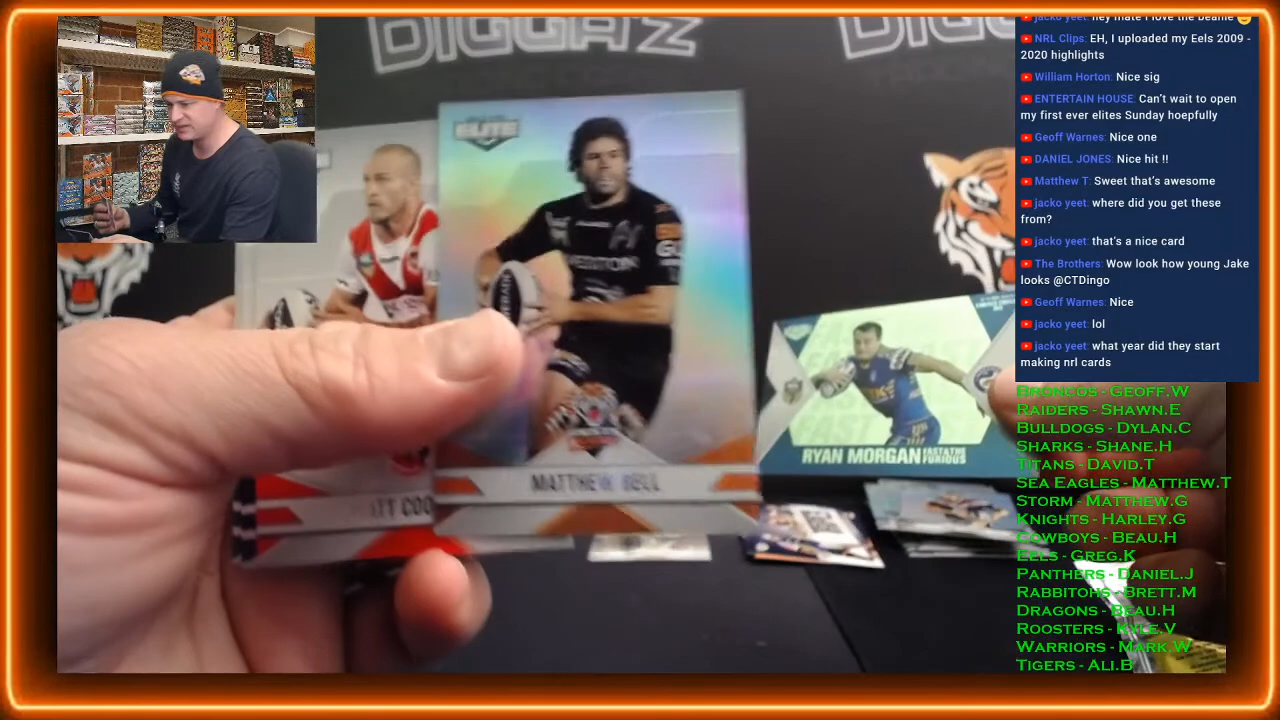 DIGGA'Z
jacko yeet: hey mate I love the beanie
NRL Clips: EH, I uploaded my Eels 2009 -
2020 highlights
William Horton: Nice sig
ENTERTAIN HOUSE: Can't wait to open
my first ever elites Sunday hoepfully
Geoff Warnes: Nice one
DANIEL JONES: Nice hit !!
Matthew T: Sweet that's awesome
jacko yeet: where did you get these
from?
jacko yeet: that's a nice card
The Brothers: Wow look how young Jake
looks @CTDingo
Geoff Warnes: Nice
jacko yeet: lol
jacko yeet: what year did they start
making nrl cards
ELITE
RYAN MORGAN FAST & THE
FURIOUS
MATTHEW BELL
Broncos - Geoff.W
Raiders - Shawn.E
Bulldogs - Dylan.C
Sharks - Shane.H
Titans - David.T
Sea Eagles - Matthew.T
Storm - Matthew.G
Knights - Harley.G
Cowboys - Beau.H
Eels - Greg.K
Panthers - Daniel.J
Rabbitohs - Brett.M
Dragons - Beau.H
Roosters - Kyle.V
Warriors - Mark.W
Tigers - Ali.B